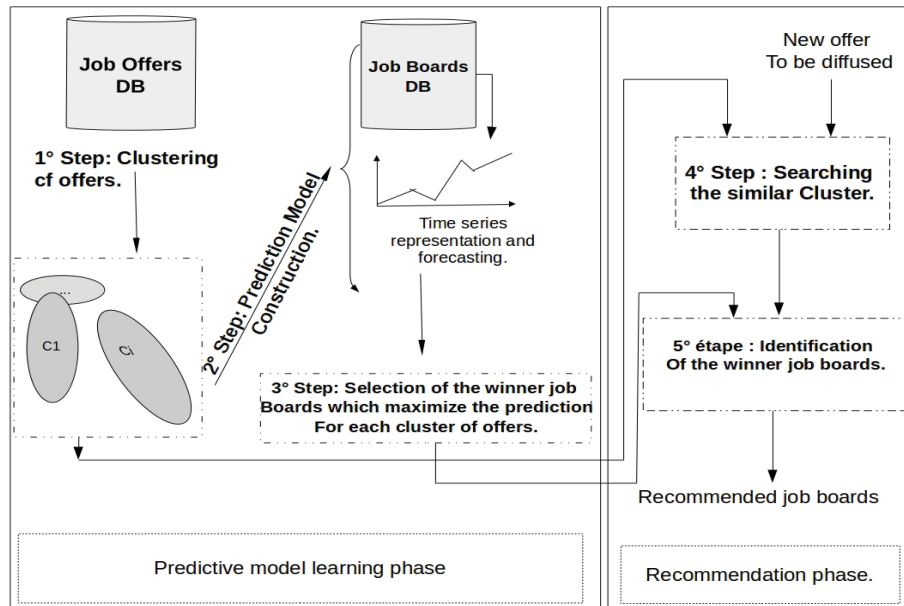 Job Offers
DB
1° Step: Clustering
cf offers.
...
C1
Ci
2° Step: Prediction Model
Construction.
Job Boards
DB
Time series
representation and
forecasting.
3° Step: Selection of the winner job
Boards which maximize the prediction
For each cluster of offers.
Predictive model learning phase
New offer
To be diffused
4° Step : Searching
the similar Cluster.
5° étape : Identification
Of the winner job boards.
Recommended job boards
Recommendation phase.